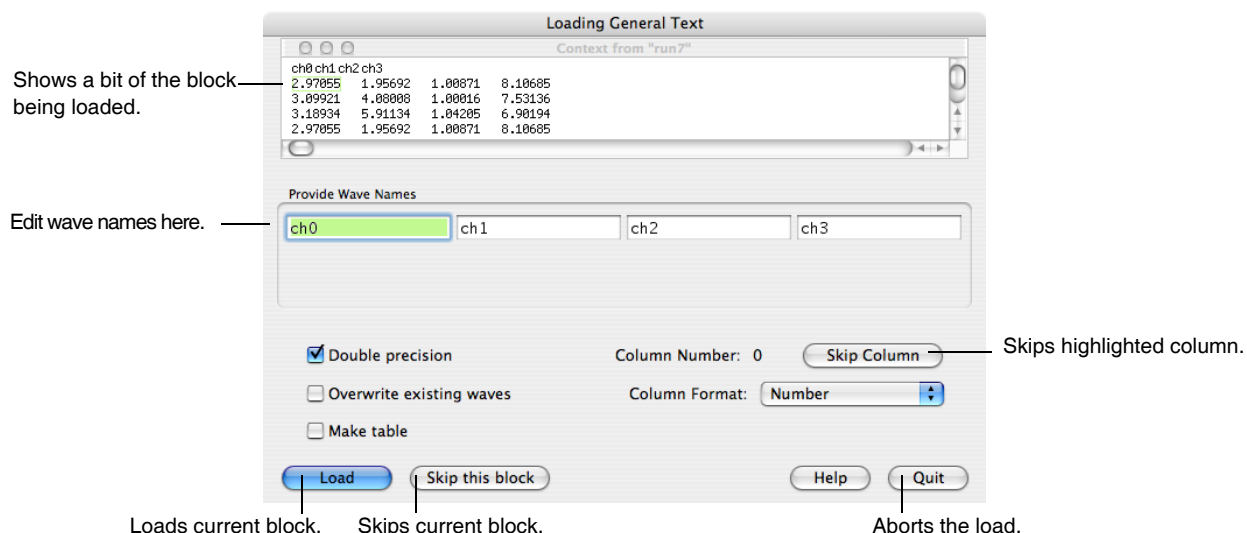 Loading General Text
Context from "run7"
ch0 ch1 ch2 ch3
2.97055 1.95692 1.00871 8.10685
3.09921 4.08008 1.00016 7.53136
3.18934 5.91134 1.04205 6.90194
2.97055 1.95692 1.00871 8.10685
Shows a bit of the block
being loaded.
Provide Wave Names
Edit wave names here.
ch0 ch1 ch2 ch3
Double precision
Column Number: 0
Skip Column
Skips highlighted column.
Overwrite existing waves
Column Format: Number
Make table
Load
Skip this block
Help
Quit
Loads current block.
Skips current block.
Aborts the load.